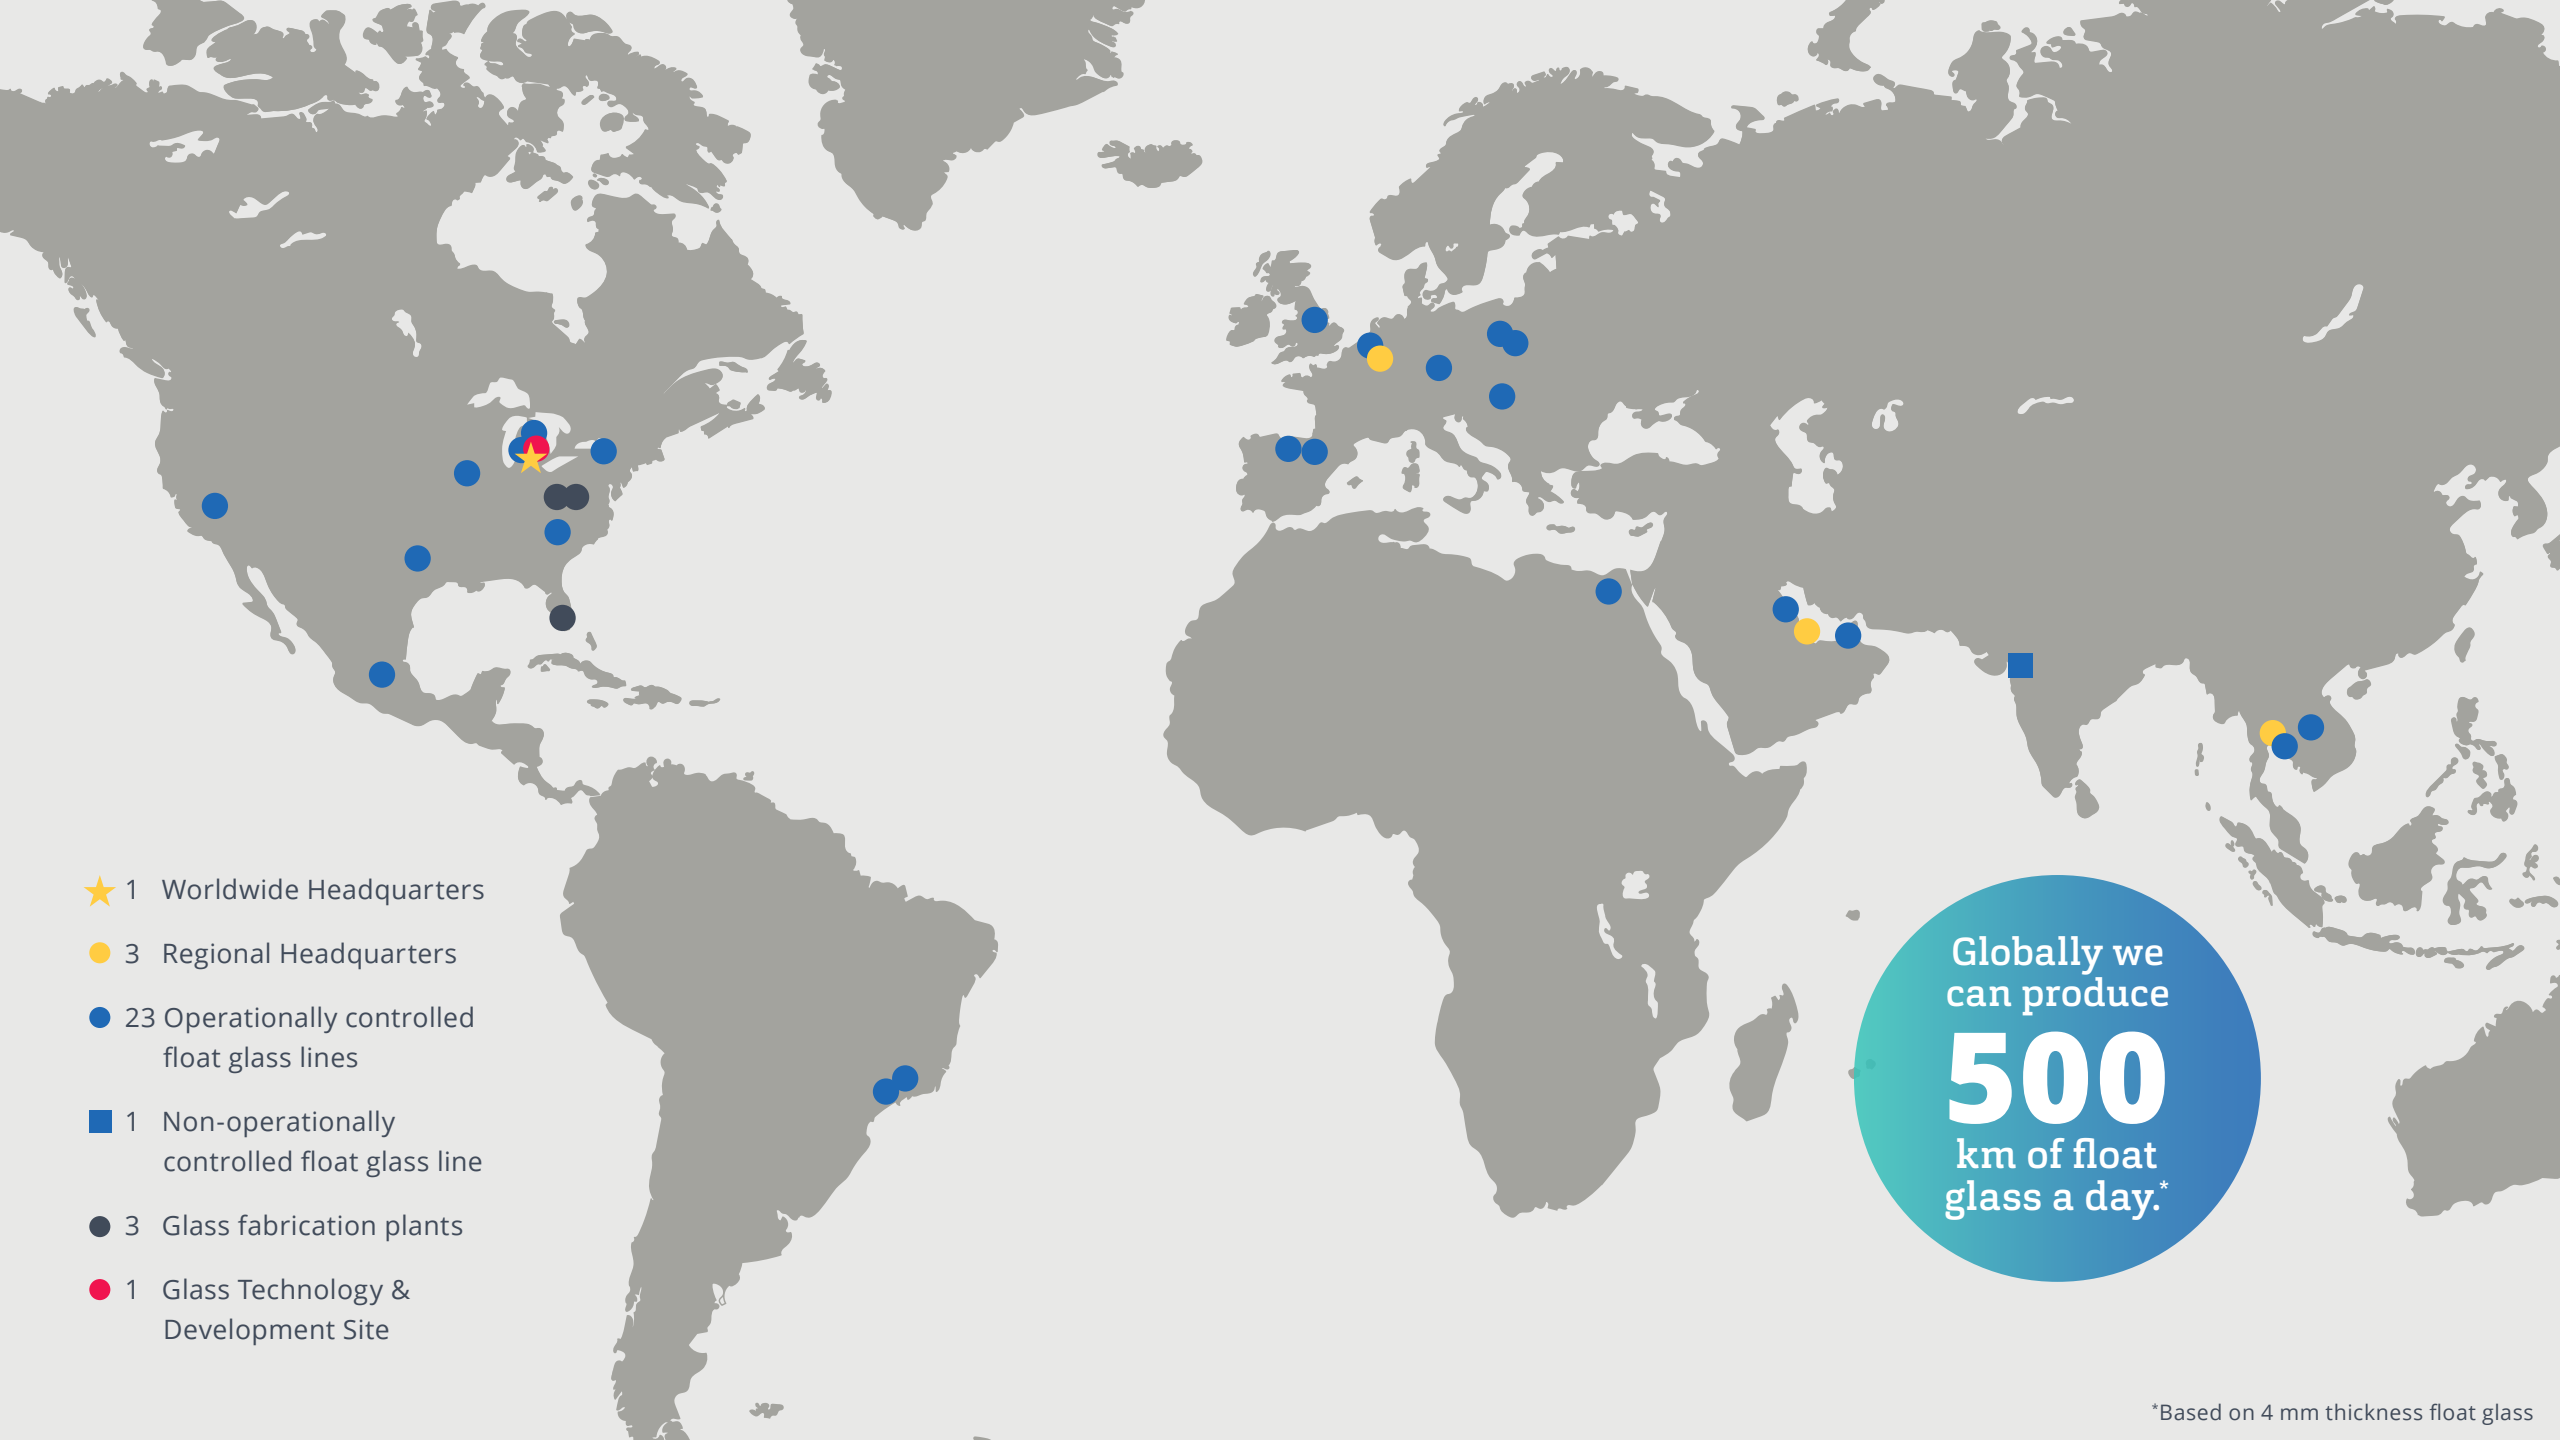 1 Worldwide Headquarters
3 Regional Headquarters
23 Operationally controlled
float glass lines
1 Non-operationally
controlled float glass line
3 Glass fabrication plants
1 Glass Technology &
Development Site
Globally we
can produce
500
km of float
glass a day.*
*Based on 4 mm thickness float glass